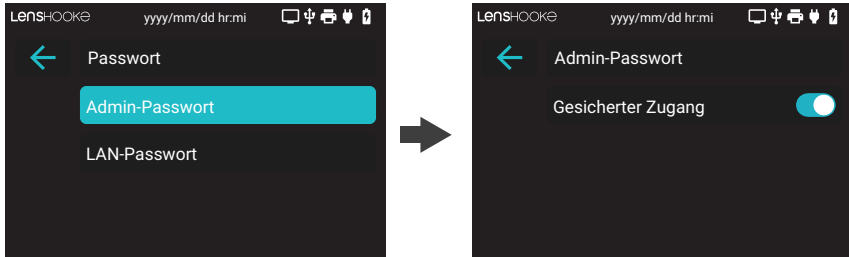 LENSHOOKE yyyy/mm/dd hr:mi
Passwort
Admin-Passwort
LAN-Passwort
LENSHOOKE yyyy/mm/dd hr:mi
Admin-Passwort
Gesicherter Zugang